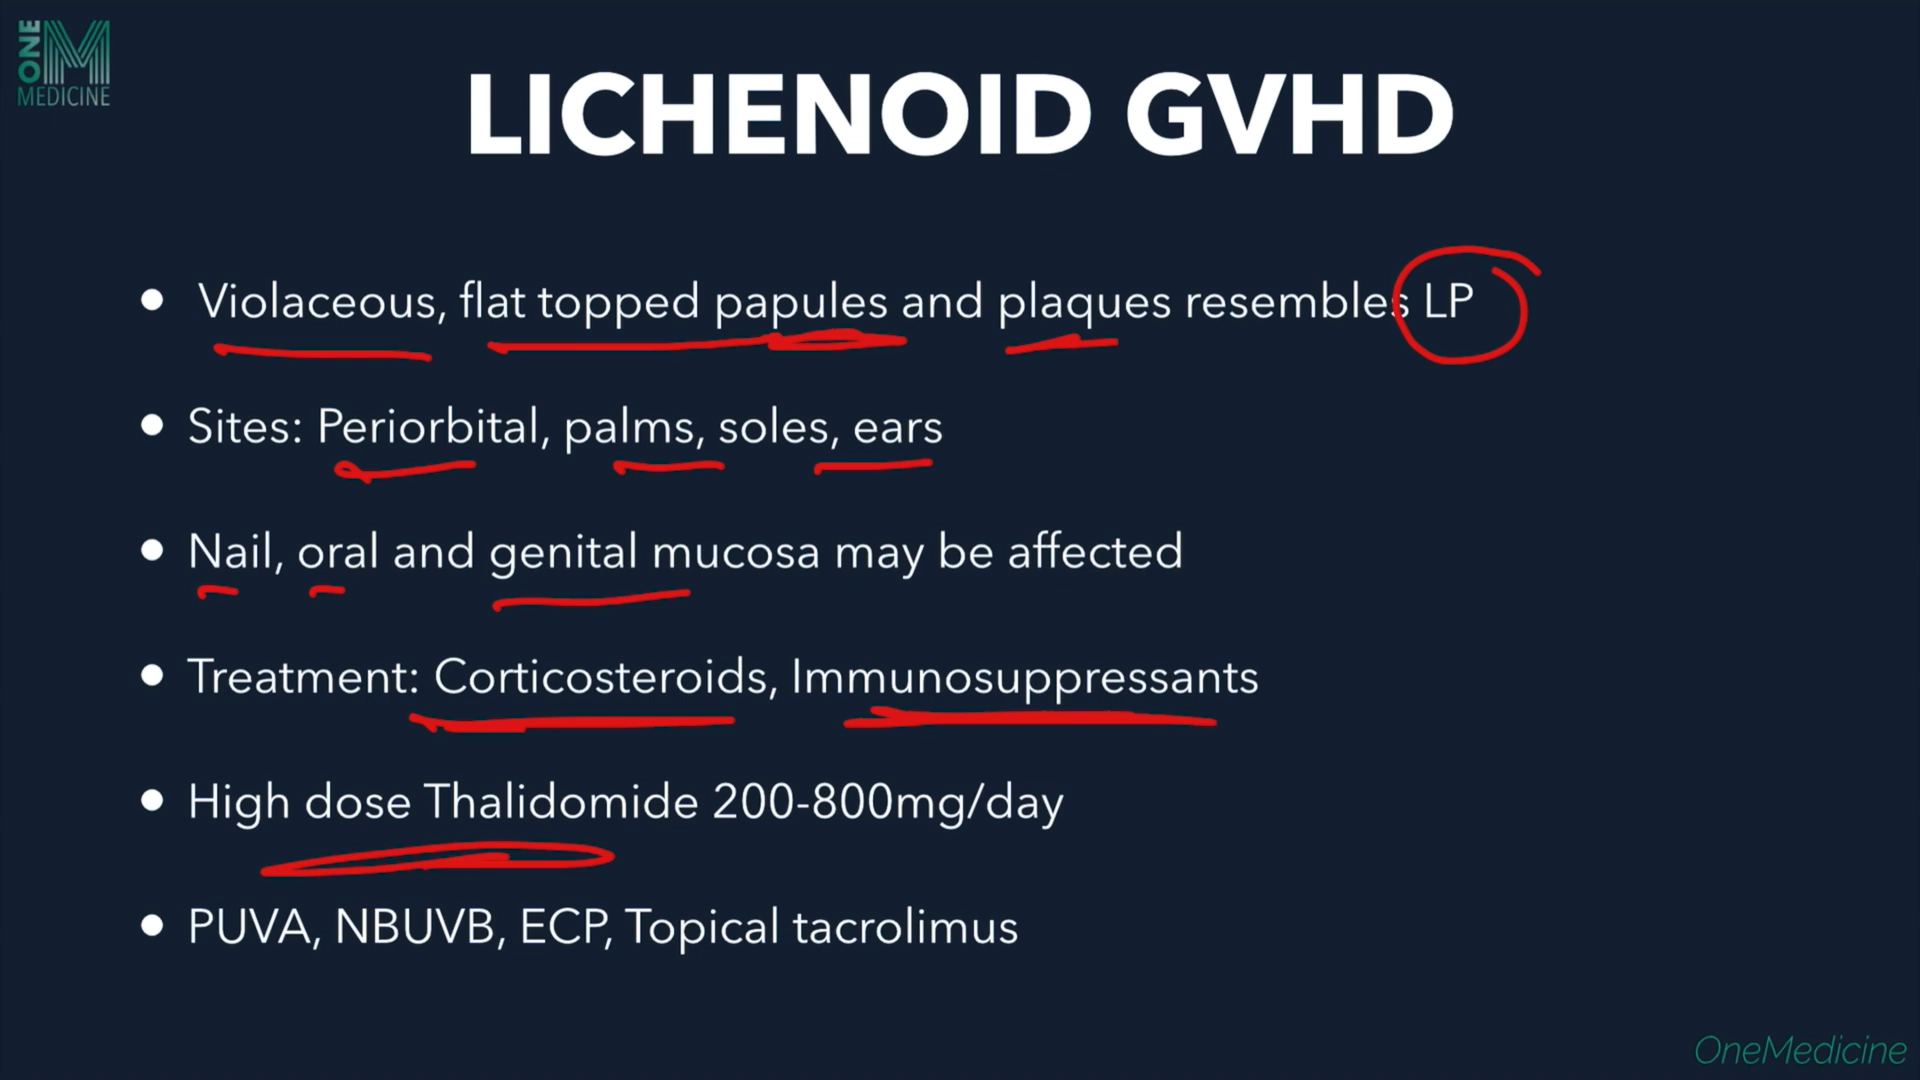 ONE
MEDICINE
LICHENOID GVHD
Violaceous, flat topped papules and plaques resembles LP
Sites: Periorbital, palms, soles, ears
Nail, oral and genital mucosa may be affected
Treatment: Corticosteroids, Immunosuppressants
High dose Thalidomide 200-800mg/day
PUVA, NBUVB, ECP, Topical tacrolimus
OneMedicine